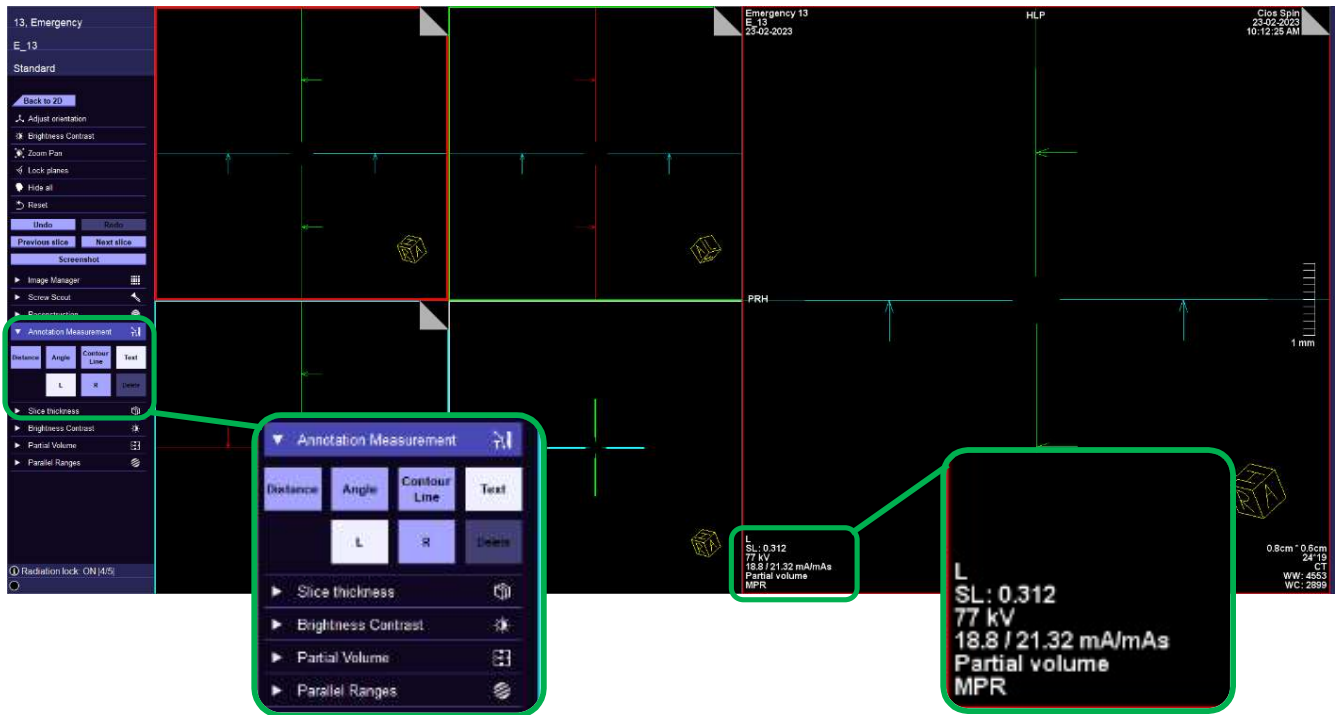 13, Emergency
E_13
Standard
Back to 2D
Adjust orientation
Brightness Contrast
Zoom Pan
Lock planes
Hide all
Reset
Undo
Redo
Previous slice
Next slice
Screenshot
Image Manager
Screw Scout
Reconstruction
Annotation Measurement
Distance
Angle
Contour
Line
Text
L
R
Delete
Slice thickness
Brightness Contrast
Partial Volume
Parallel Ranges
Radiation lock: ON |4/5|
Emergency 13
E_13
23-02-2023
HLP
Cios Spin
23-02-2023
10:12:25 AM
PRH
1 mm
L
SL: 0.312
77 kV
18.8 / 21.32 mA/mAs
Partial volume
MPR
0.8cm * 0.6cm
24*19
CT
WW: 4553
WC: 2899
Annotation Measurement
Distance
Angle
Contour
Line
Text
L
R
Delete
Slice thickness
Brightness Contrast
Partial Volume
Parallel Ranges
L
SL: 0.312
77 kV
18.8 / 21.32 mA/mAs
Partial volume
MPR